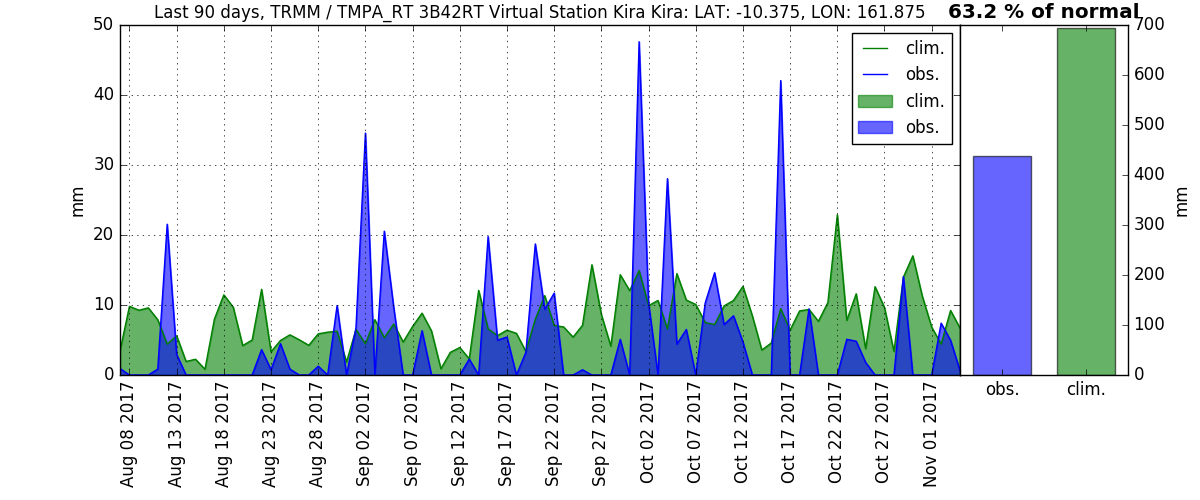 Last 90 days, TRMM / TMPA_RT 3B42RT Virtual Station Kira Kira: LAT: -10.375, LON: 161.875
63.2 % of normal
50
40
30
20
10
0
mm
clim.
obs.
clim.
obs.
700
600
500
400
300
200
100
0
mm
obs.
clim.
Aug 08 2017
Aug 13 2017
Aug 18 2017
Aug 23 2017
Aug 28 2017
Sep 02 2017
Sep 07 2017
Sep 12 2017
Sep 17 2017
Sep 22 2017
Sep 27 2017
Oct 02 2017
Oct 07 2017
Oct 12 2017
Oct 17 2017
Oct 22 2017
Oct 27 2017
Nov 01 2017